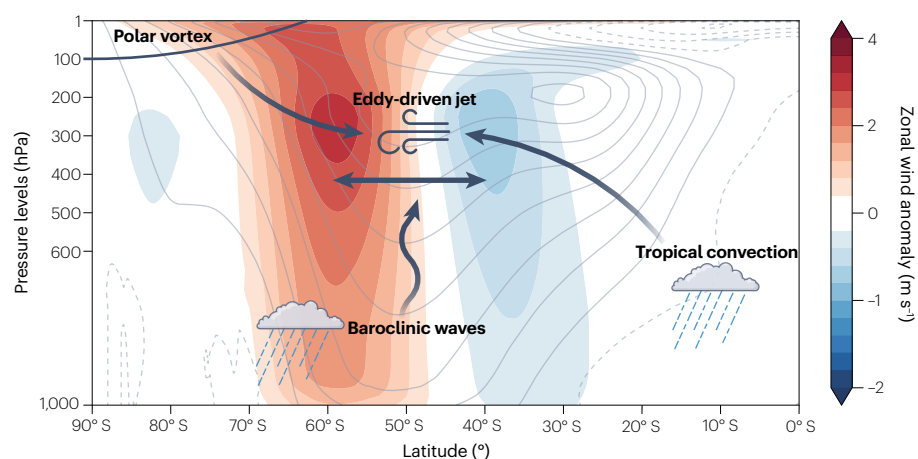 Polar vortex
Eddy-driven jet
Tropical convection
Baroclinic waves
Pressure levels (hPa)
1
100
200
300
400
500
600
1,000
90° S
80° S
70° S
60° S
50° S
40° S
30° S
20° S
10° S
0° S
Latitude (°)
4
2
0
–1
–2
Zonal wind anomaly (m s⁻¹)